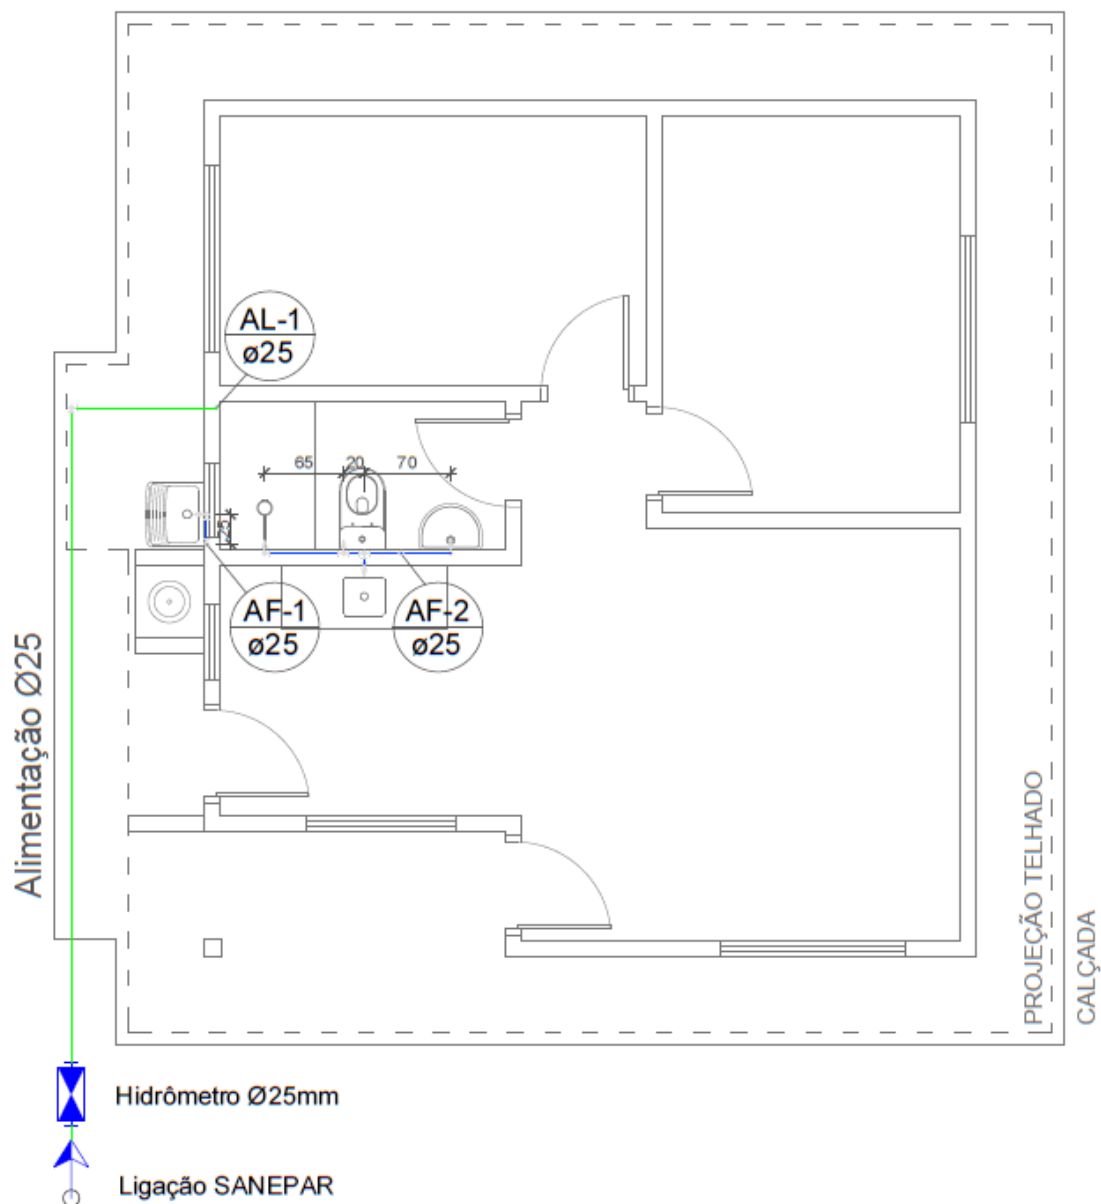 AL-1
ø25
65
20
70
25
AF-1
ø25
AF-2
ø25
Alimentação Ø25
PROJEÇÃO TELHADO
CALÇADA
Hidrômetro Ø25mm
Ligação SANEPAR